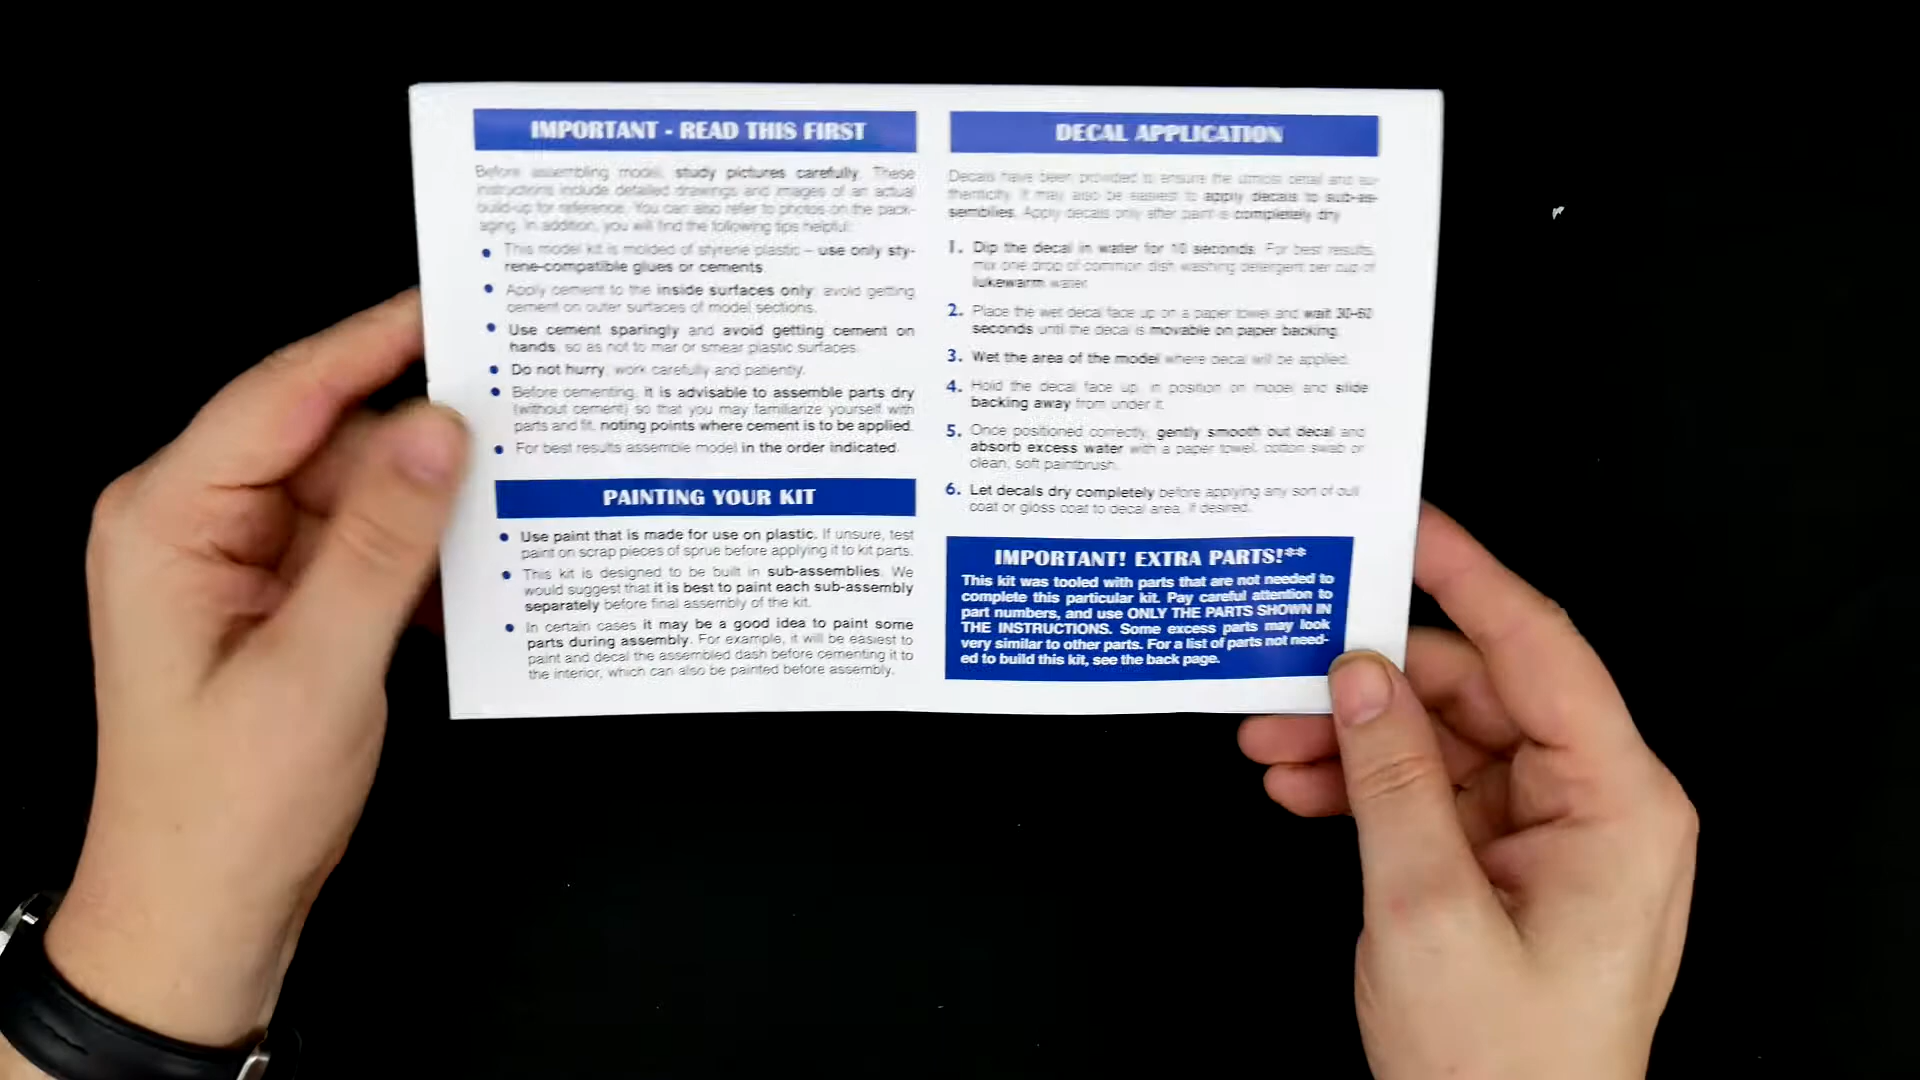 IMPORTANT - READ THIS FIRST
Before assembling model, study pictures carefully. These
instructions include detailed drawings and images of an actual
build-up for reference. You can also refer to photos on the pack-
aging. In addition, you will find the following tips helpful:
• This model kit is molded of styrene plastic – use only sty-
rene-compatible glues or cements.
• Apply cement to the inside surfaces only; avoid getting
cement on outer surfaces of model sections.
• Use cement sparingly and avoid getting cement on
hands, so as not to mar or smear plastic surfaces.
• Do not hurry; work carefully and patiently.
• Before cementing, it is advisable to assemble parts dry
(without cement) so that you may familiarize yourself with
parts and fit, noting points where cement is to be applied.
• For best results assemble model in the order indicated.
PAINTING YOUR KIT
• Use paint that is made for use on plastic. If unsure, test
paint on scrap pieces of sprue before applying it to kit parts.
• This kit is designed to be built in sub-assemblies. We
would suggest that it is best to paint each sub-assembly
separately before final assembly of the kit.
• In certain cases it may be a good idea to paint some
parts during assembly. For example, it will be easiest to
paint and decal the assembled dash before cementing it to
the interior, which can also be painted before assembly.
DECAL APPLICATION
Decals have been provided to ensure the utmost detail and au-
thenticity. It may also be easiest to apply decals to sub-as-
semblies. Apply decals only after paint is completely dry.
1. Dip the decal in water for 10 seconds. For best results,
mix one drop of common dish washing detergent per cup of
lukewarm water.
2. Place the wet decal face up on a paper towel and wait 30-60
seconds until the decal is movable on paper backing.
3. Wet the area of the model where decal will be applied.
4. Hold the decal face up, in position on model and slide
backing away from under it.
5. Once positioned correctly, gently smooth out decal and
absorb excess water with a paper towel, cotton swab or
clean, soft paintbrush.
6. Let decals dry completely before applying any sort of dull
coat or gloss coat to decal area, if desired.
IMPORTANT! EXTRA PARTS!**
This kit was tooled with parts that are not needed to
complete this particular kit. Pay careful attention to
part numbers, and use ONLY THE PARTS SHOWN IN
THE INSTRUCTIONS. Some excess parts may look
very similar to other parts. For a list of parts not need-
ed to build this kit, see the back page.